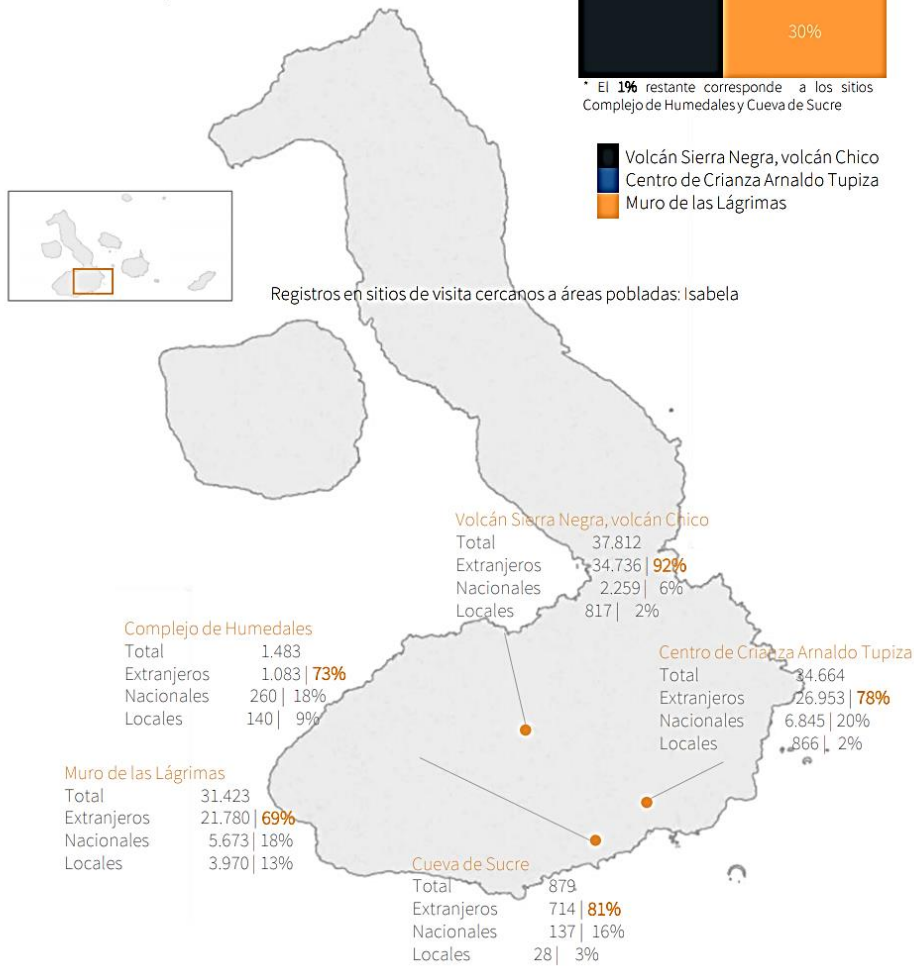 30%
* El 1% restante corresponde a los sitios
Complejo de Humedales y Cueva de Sucre
Volcán Sierra Negra, volcán Chico
Centro de Crianza Arnaldo Tupiza
Muro de las Lágrimas
Registros en sitios de visita cercanos a áreas pobladas: Isabela
Volcán Sierra Negra, volcán Chico
Total 37.812
Extranjeros 34.736 | 92%
Nacionales 2.259 | 6%
Locales 817 | 2%
Complejo de Humedales
Total 1.483
Extranjeros 1.083 | 73%
Nacionales 260 | 18%
Locales 140 | 9%
Centro de Crianza Arnaldo Tupiza
Total 34.664
Extranjeros 26.953 | 78%
Nacionales 6.845 | 20%
Locales 866 | 2%
Muro de las Lágrimas
Total 31.423
Extranjeros 21.780 | 69%
Nacionales 5.673 | 18%
Locales 3.970 | 13%
Cueva de Sucre
Total 879
Extranjeros 714 | 81%
Nacionales 137 | 16%
Locales 28 | 3%